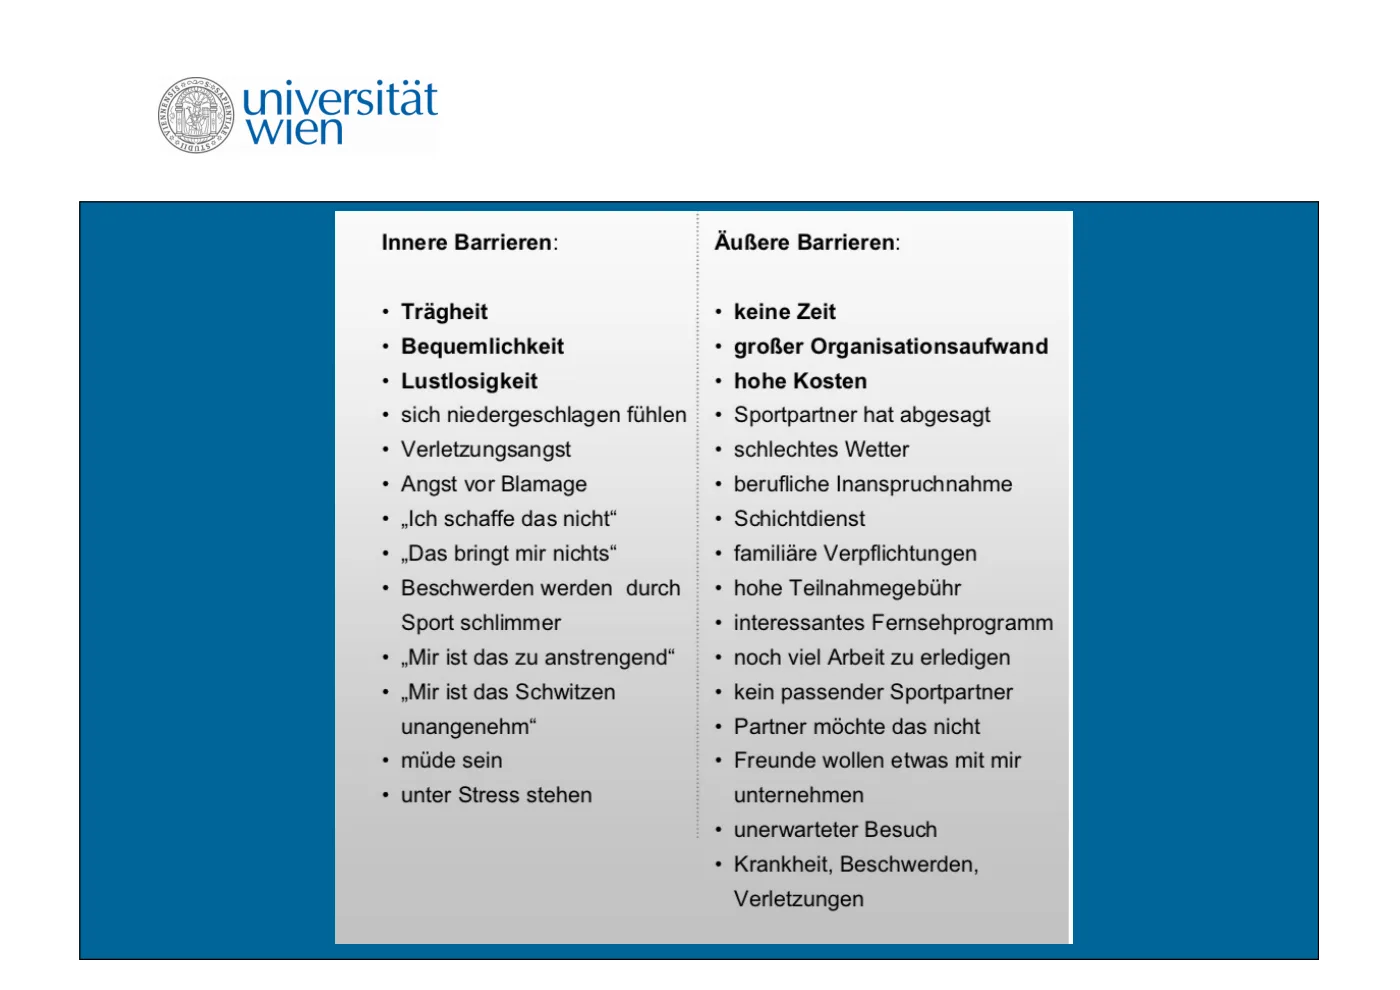 universität
wien
Innere Barrieren:
• Trägheit
• Bequemlichkeit
• Lustlosigkeit
• sich niedergeschlagen fühlen
• Verletzungsangst
• Angst vor Blamage
• „Ich schaffe das nicht“
• „Das bringt mir nichts“
• Beschwerden werden durch
Sport schlimmer
• „Mir ist das zu anstrengend“
• „Mir ist das Schwitzen
unangenehm“
• müde sein
• unter Stress stehen
Äußere Barrieren:
• keine Zeit
• großer Organisationsaufwand
• hohe Kosten
• Sportpartner hat abgesagt
• schlechtes Wetter
• berufliche Inanspruchnahme
• Schichtdienst
• familiäre Verpflichtungen
• hohe Teilnahmegebühr
• interessantes Fernsehprogramm
• noch viel Arbeit zu erledigen
• kein passender Sportpartner
• Partner möchte das nicht
• Freunde wollen etwas mit mir
unternehmen
• unerwarteter Besuch
• Krankheit, Beschwerden,
Verletzungen